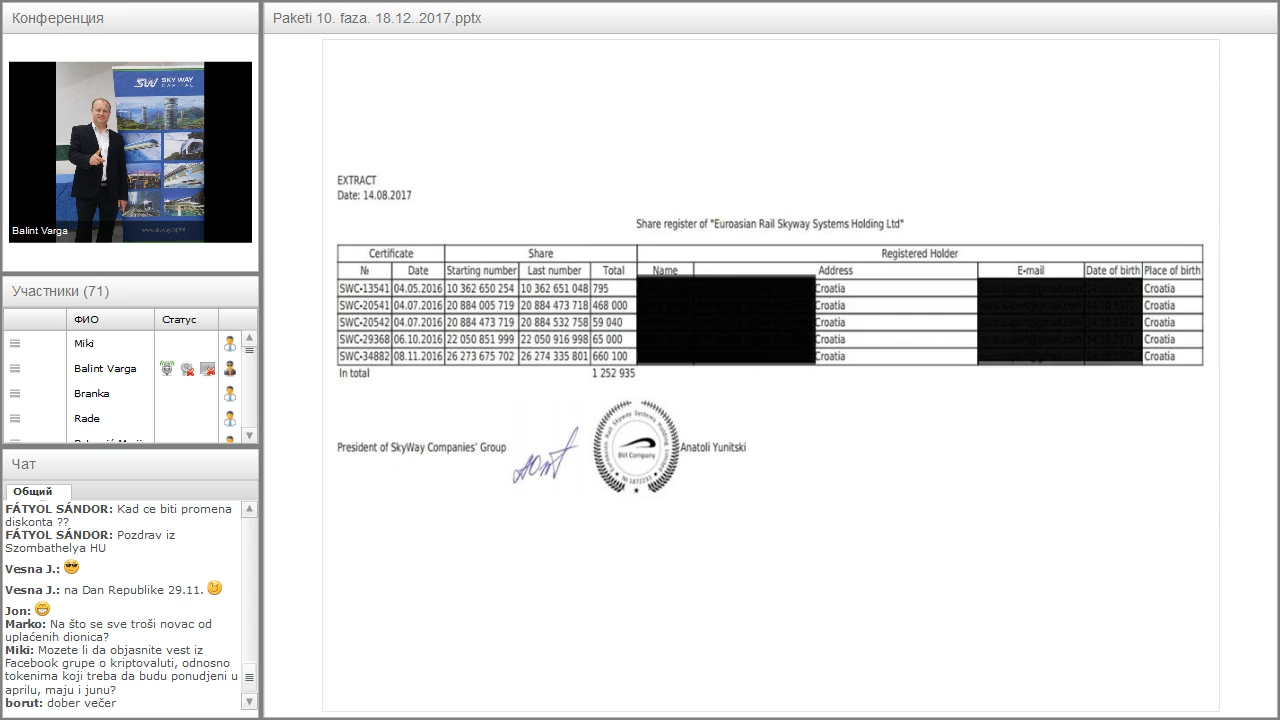 Конференция
SKY WAY
CAPITAL
Balint Varga
Участники (71)
ФИО Статус
Miki
Balint Varga
Branka
Rade
Чат
Общий
FÁTYOL SÁNDOR: Kad ce biti promena
diskonta ??
FÁTYOL SÁNDOR: Pozdrav iz
Szombathelya HU
Vesna J.:
Vesna J.: na Dan Republike 29.11.
Jon:
Marko: Na što se sve troši novac od
uplaćenih dionica?
Miki: Mozete li da objasnite vest iz
Facebook grupe o kriptovaluti, odnosno
tokenima koji treba da budu ponudjeni u
aprilu, maju i junu?
borut: dober večer
Paketi 10. faza. 18.12..2017.pptx
EXTRACT
Date: 14.08.2017
Share register of "Euroasian Rail Skyway Systems Holding Ltd"
Certificate Share Registered Holder
№ Date Starting number Last number Total Name Address E-mail Date of birth Place of birth
SWC-13541 04.05.2016 10 362 650 254 10 362 651 048 795 Croatia Croatia
SWC-20541 04.07.2016 20 884 005 719 20 884 473 718 468 000 Croatia Croatia
SWC-20542 04.07.2016 20 884 473 719 20 884 532 758 59 040 Croatia Croatia
SWC-29368 06.10.2016 22 050 851 999 22 050 916 998 65 000 Croatia Croatia
SWC-34882 08.11.2016 26 273 675 702 26 274 335 801 660 100 Croatia Croatia
In total 1 252 935
President of SkyWay Companies' Group
Euroasian Rail Skyway Systems Holding
BVI Company
Anatoli Yunitski